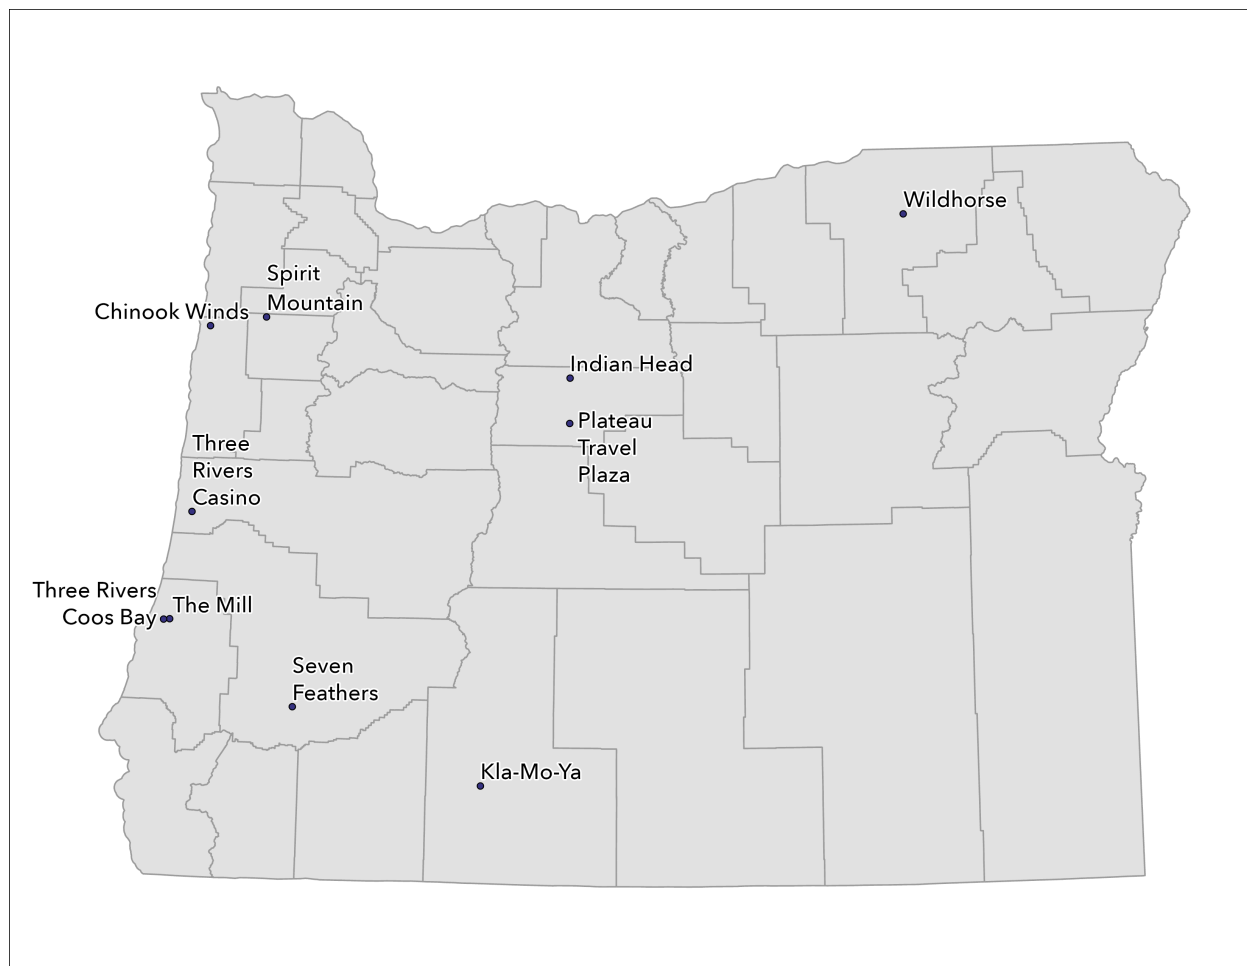 Wildhorse
Spirit
Mountain
Chinook Winds
Indian Head
Plateau
Travel
Plaza
Three
Rivers
Casino
Three Rivers
Coos Bay
The Mill
Seven
Feathers
Kla-Mo-Ya